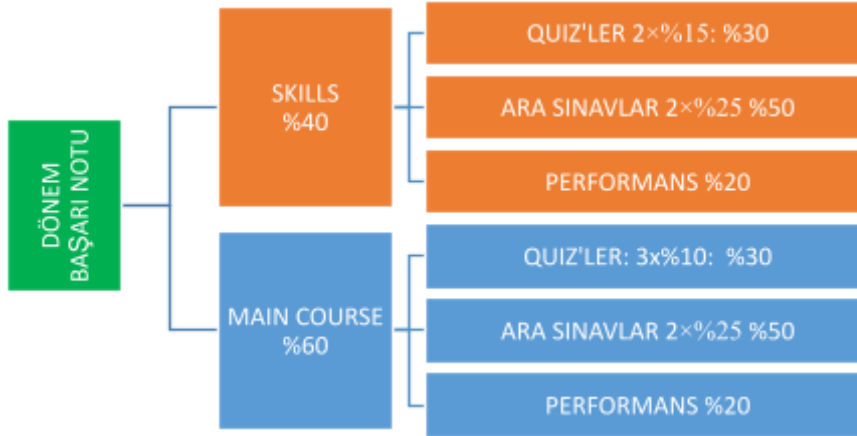 DÖNEM
BAŞARI NOTU
SKILLS
%40
QUIZ'LER 2×%15: %30
ARA SINAVLAR 2×%25 %50
PERFORMANS %20
MAIN COURSE
%60
QUIZ'LER: 3x%10: %30
ARA SINAVLAR 2×%25 %50
PERFORMANS %20